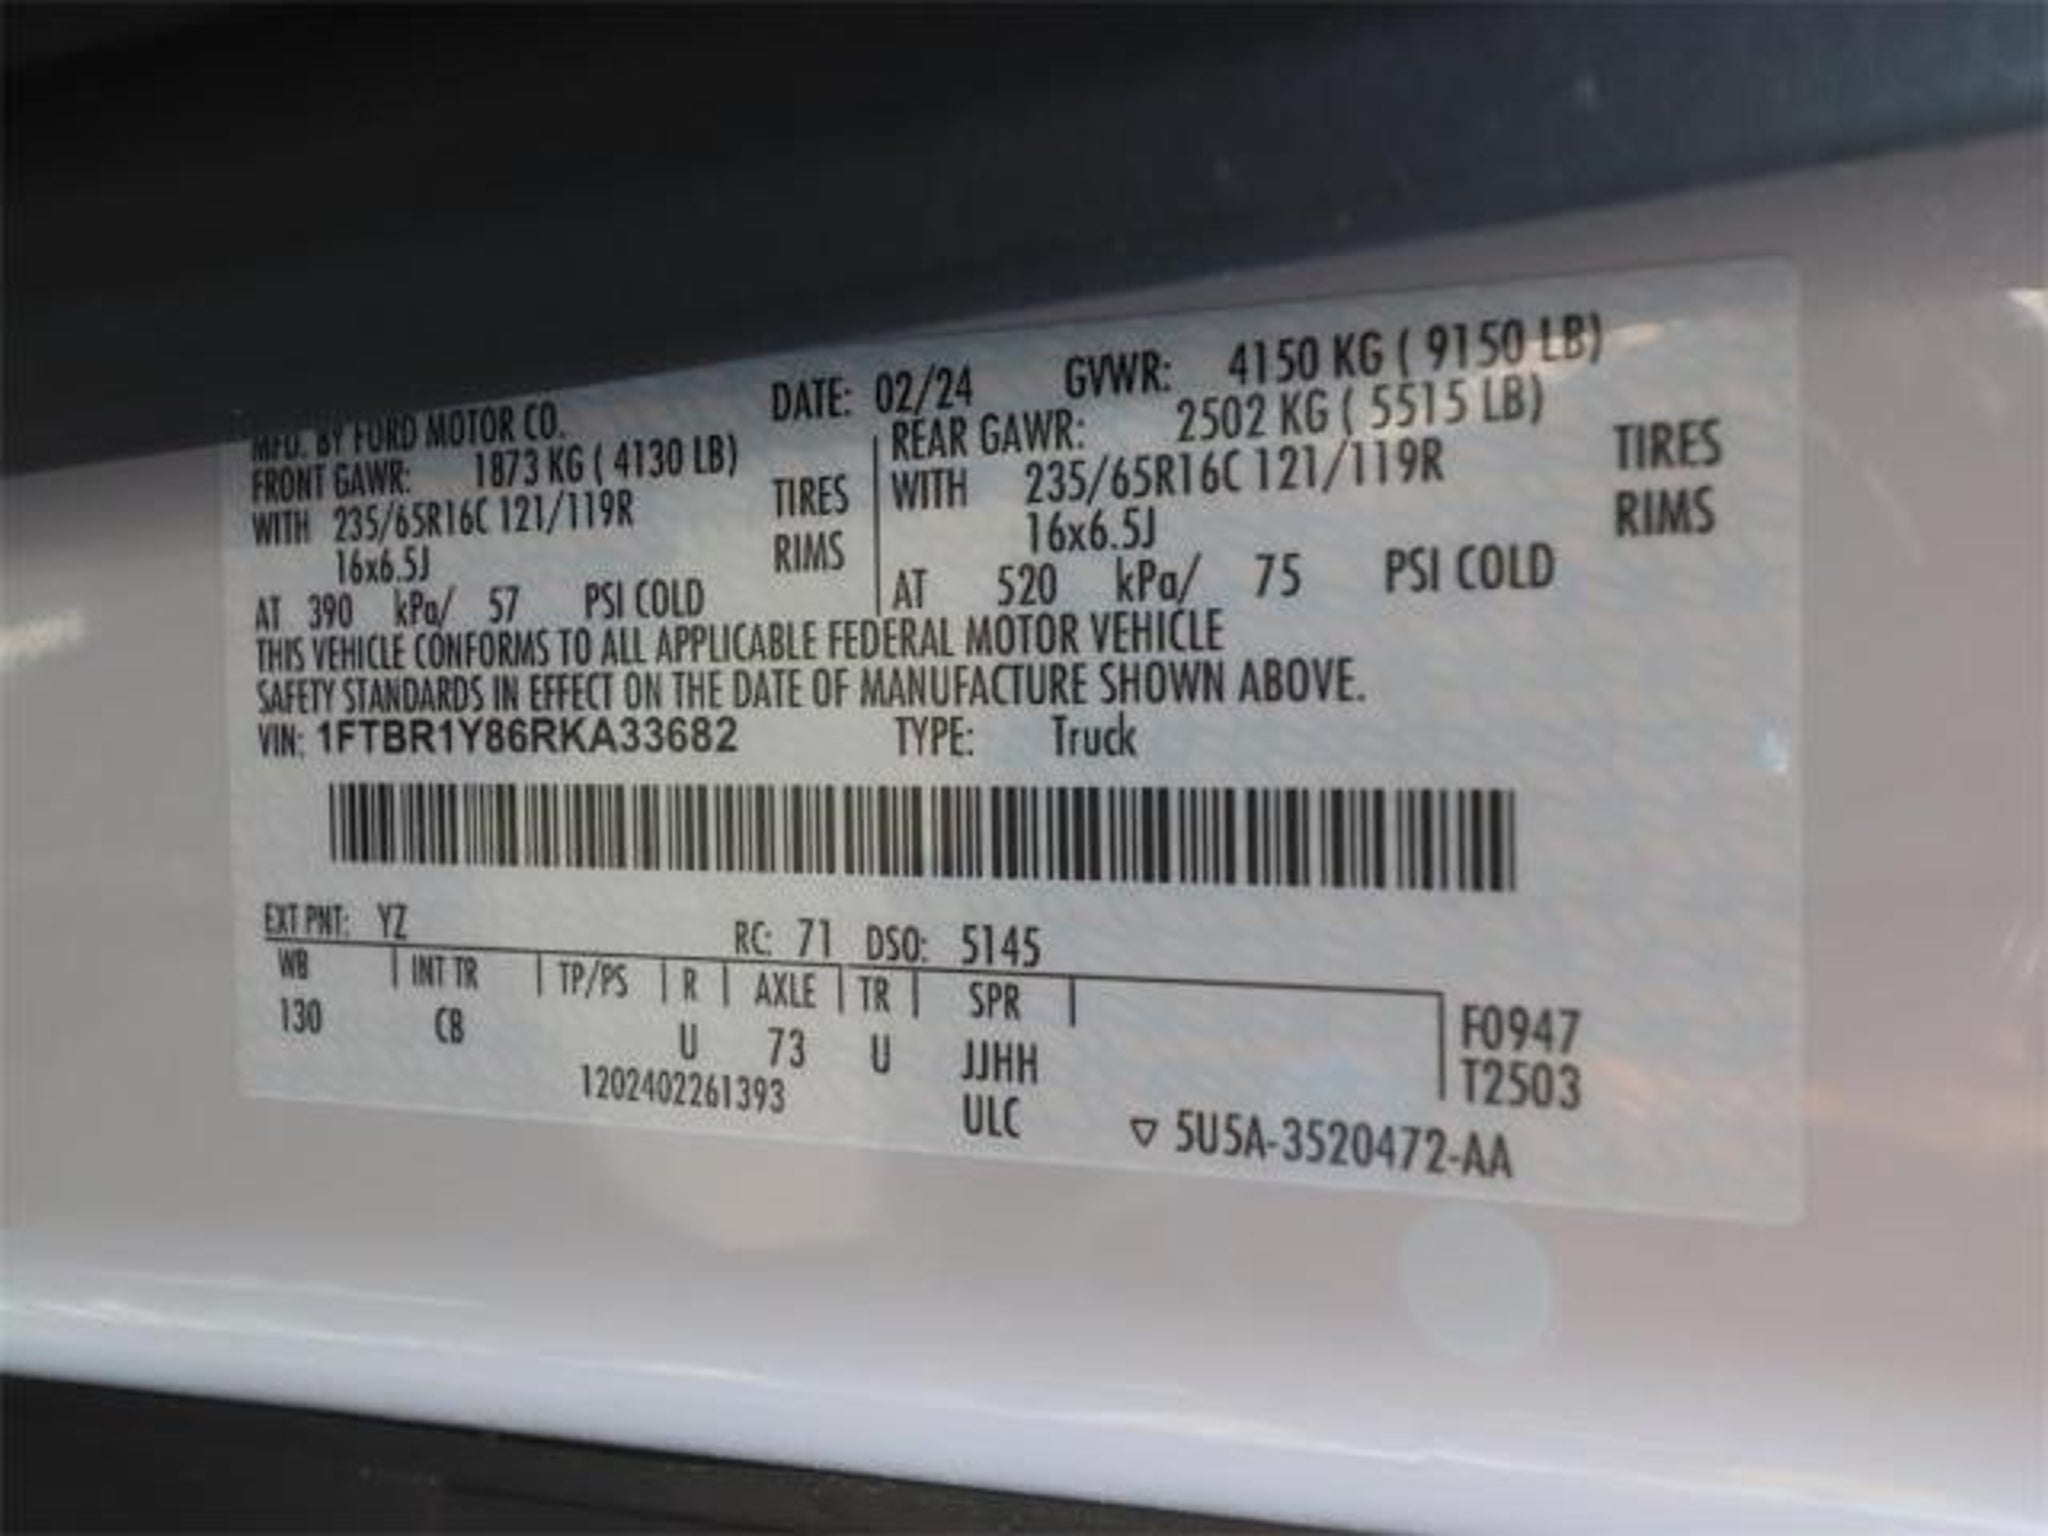 DATE: 02/24 GVWR: 4150 KG ( 9150 LB)
MFD. BY FORD MOTOR CO.
FRONT GAWR: 1873 KG ( 4130 LB) REAR GAWR: 2502 KG ( 5515 LB)
WITH 235/65R16C 121/119R TIRES WITH 235/65R16C 121/119R TIRES
16x6.5J RIMS 16x6.5J RIMS
AT 390 kPa/ 57 PSI COLD AT 520 kPa/ 75 PSI COLD
THIS VEHICLE CONFORMS TO ALL APPLICABLE FEDERAL MOTOR VEHICLE
SAFETY STANDARDS IN EFFECT ON THE DATE OF MANUFACTURE SHOWN ABOVE.
VIN: 1FTBR1Y86RKA33682 TYPE: Truck
EXT PNT: YZ RC: 71 DSO: 5145
WB INT TR TP/PS R AXLE TR SPR
130 CB U 73 U JJHH F0947
1202402261393 ULC T2503
▽ 5U5A-3520472-AA